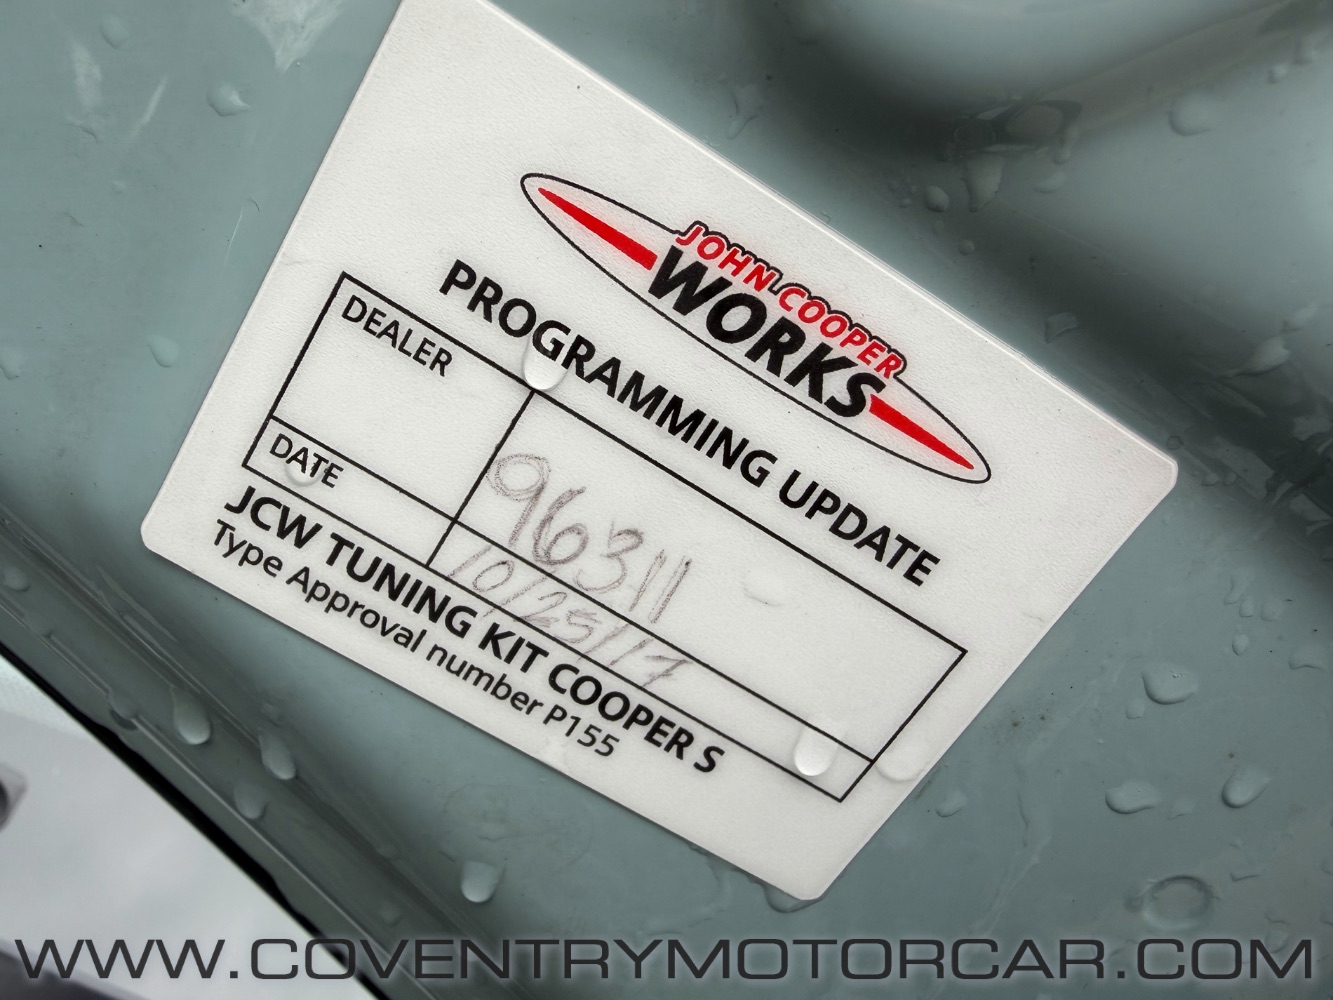 JOHN COOPER
WORKS
PROGRAMMING UPDATE
DEALER
96311
DATE
10/25/17
JCW TUNING KIT COOPER S
Type Approval number P155
WWW.COVENTRYMOTORCAR.COM